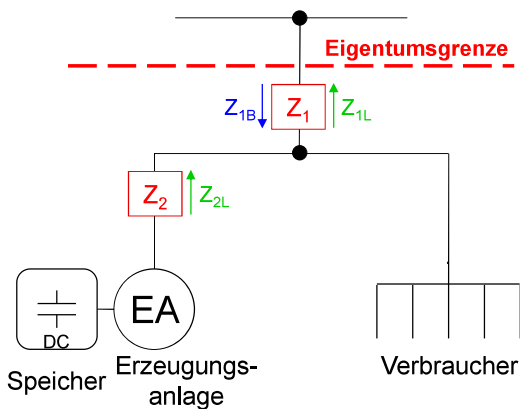 Eigentumsgrenze
Z1B
Z1
Z1L
Z2
Z2L
EA
DC
Speicher
Erzeugungs-
anlage
Verbraucher